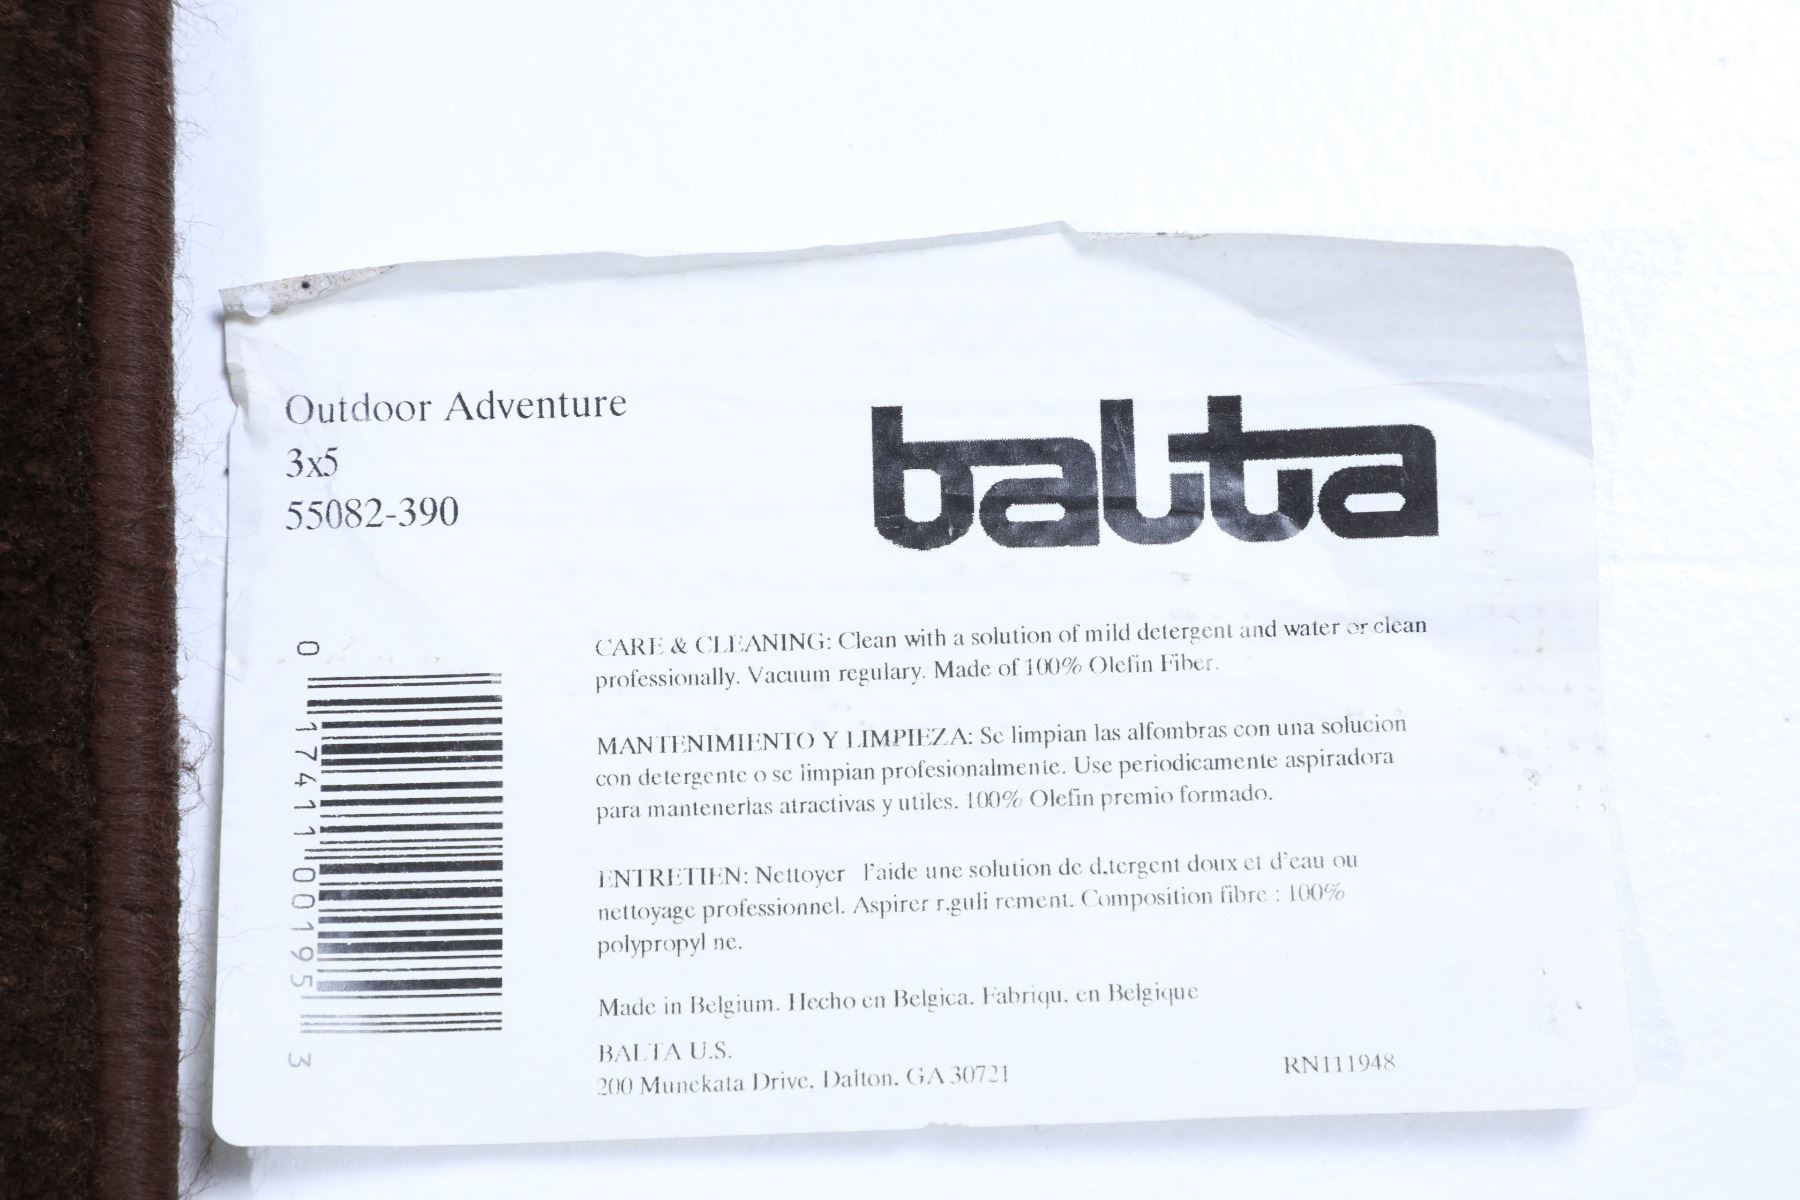 Outdoor Adventure
3x5
55082-390
balta
0 17411 00195 3
CARE & CLEANING: Clean with a solution of mild detergent and water or clean
professionally. Vacuum regulary. Made of 100% Olefin Fiber.
MANTENIMIENTO Y LIMPIEZA: Se limpian las alfombras con una solucion
con detergente o se limpian profesionalmente. Use periodicamente aspiradora
para mantenerlas atractivas y utiles. 100% Olefin premio formado.
ENTRETIEN: Nettoyer l'aide une solution de d.tergent doux et d'eau ou
nettoyage professionnel. Aspirer r.guli rement. Composition fibre : 100%
polypropyl ne.
Made in Belgium. Hecho en Belgica. Fabriqu. en Belgique
BALTA U.S.
200 Munekata Drive. Dalton. GA 30721
RN111948